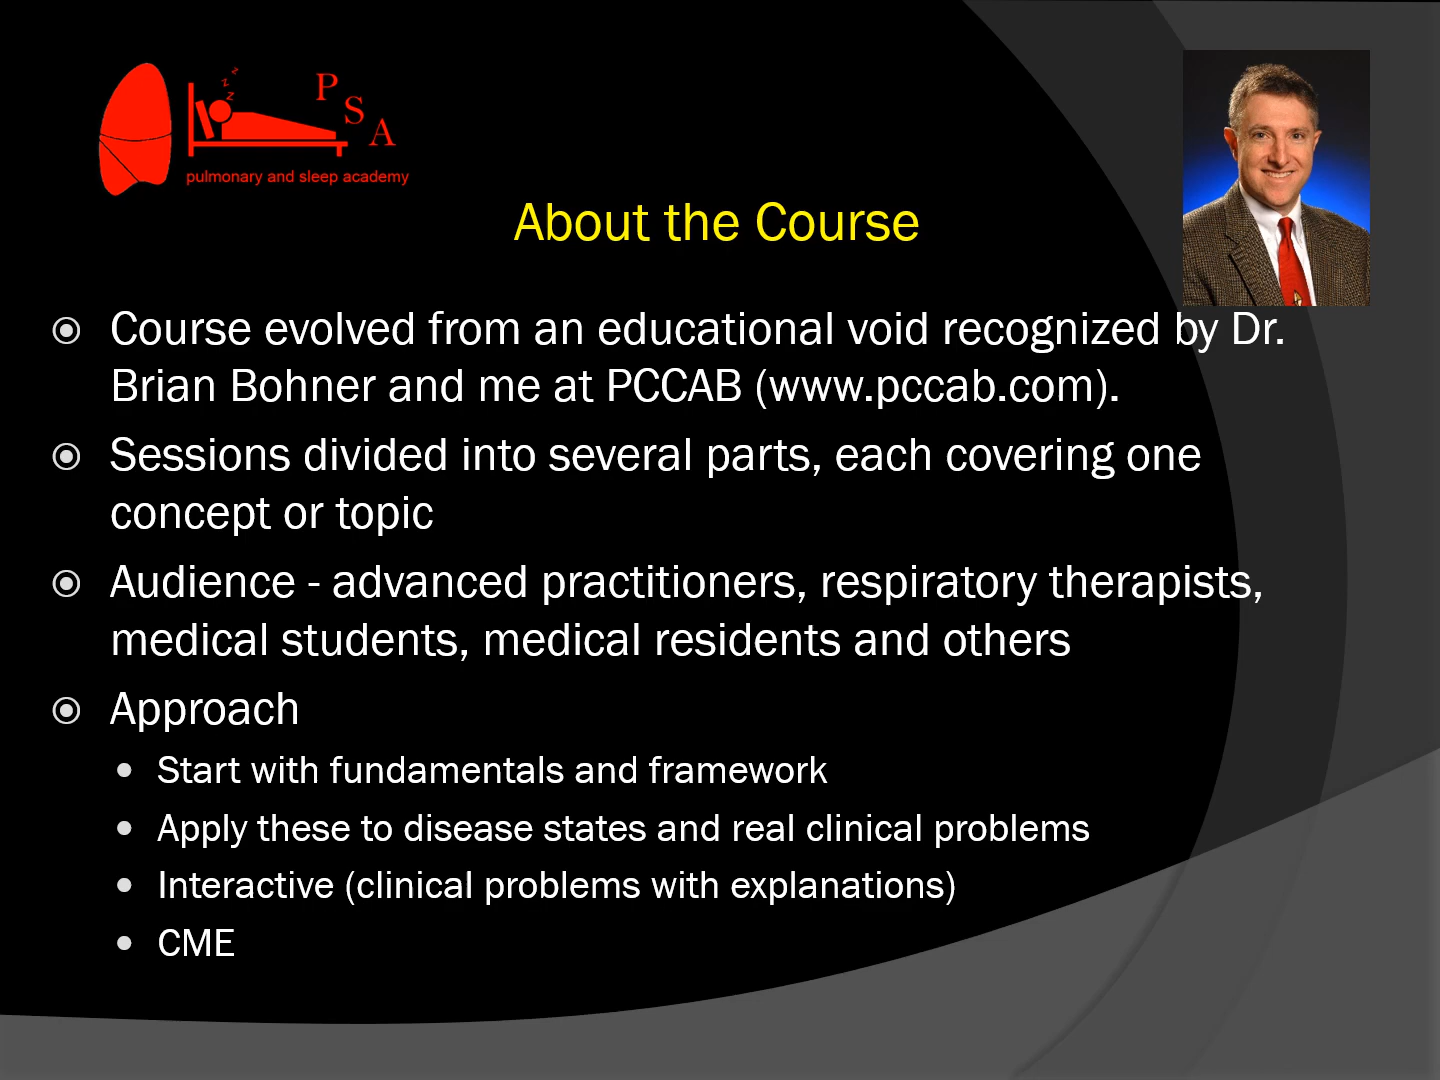 P
S
A
z
z
z
pulmonary and sleep academy
About the Course
Course evolved from an educational void recognized by Dr.
Brian Bohner and me at PCCAB (www.pccab.com).
Sessions divided into several parts, each covering one
concept or topic
Audience - advanced practitioners, respiratory therapists,
medical students, medical residents and others
Approach
Start with fundamentals and framework
Apply these to disease states and real clinical problems
Interactive (clinical problems with explanations)
CME